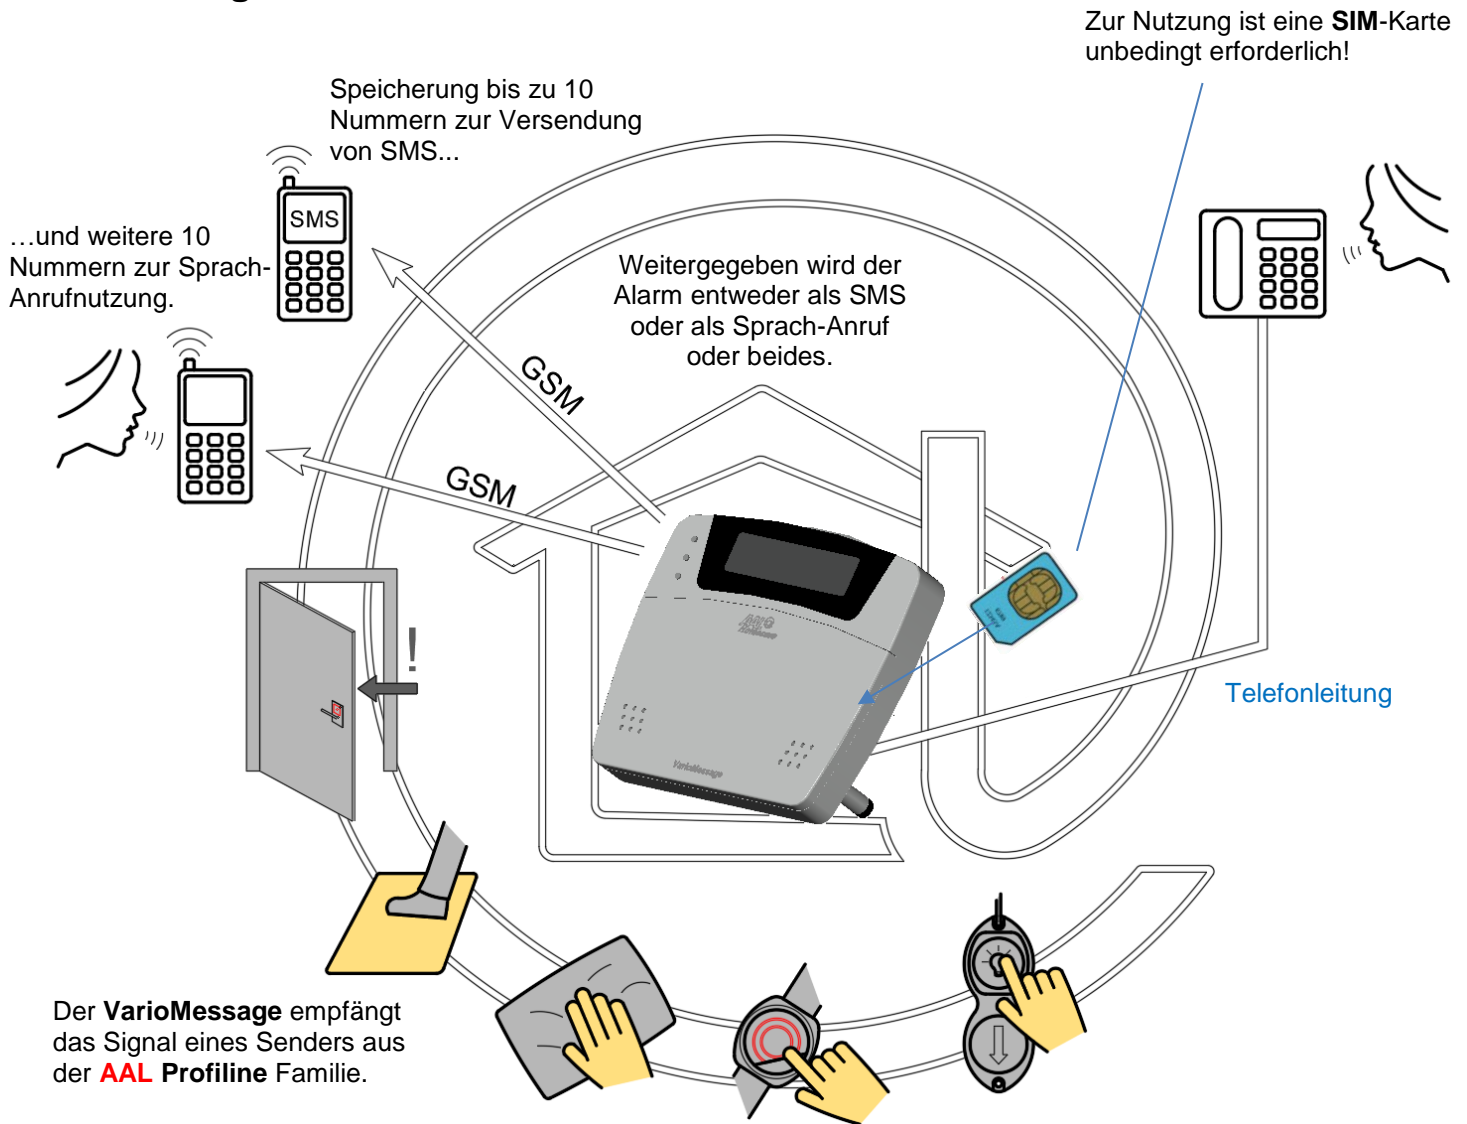 Zur Nutzung ist eine SIM-Karte
unbedingt erforderlich!
Speicherung bis zu 10
Nummern zur Versendung
von SMS...
SMS
…und weitere 10
Nummern zur Sprach-
Anrufnutzung.
Weitergegeben wird der
Alarm entweder als SMS
oder als Sprach-Anruf
oder beides.
GSM
GSM
!
Telefonleitung
VarioMessage
Der VarioMessage empfängt
das Signal eines Senders aus
der AAL Profiline Familie.